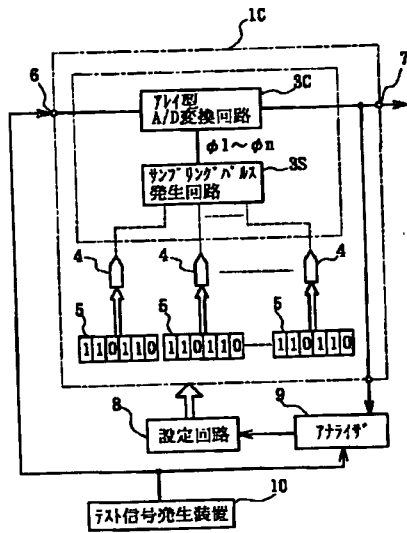 1C
6
7
3C
アレイ型
A/D変換回路
φ1～φn
3S
サンプリングパルス
発生回路
4
4
4
5
5
5
110110
110110
110110
8
9
設定回路
アナライザ
10
テスト信号発生装置